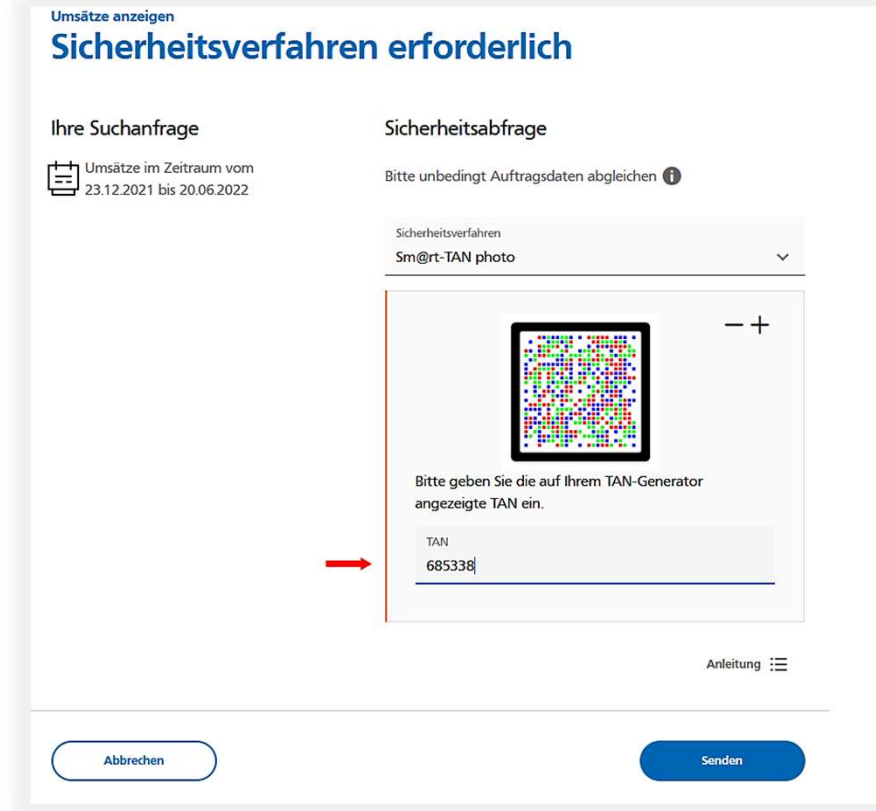 Umsätze anzeigen
Sicherheitsverfahren erforderlich
Ihre Suchanfrage
Umsätze im Zeitraum vom
23.12.2021 bis 20.06.2022
Sicherheitsabfrage
Bitte unbedingt Auftragsdaten abgleichen
Sicherheitsverfahren
Sm@rt-TAN photo
Bitte geben Sie die auf Ihrem TAN-Generator
angezeigte TAN ein.
TAN
685338
Anleitung
Abbrechen
Senden